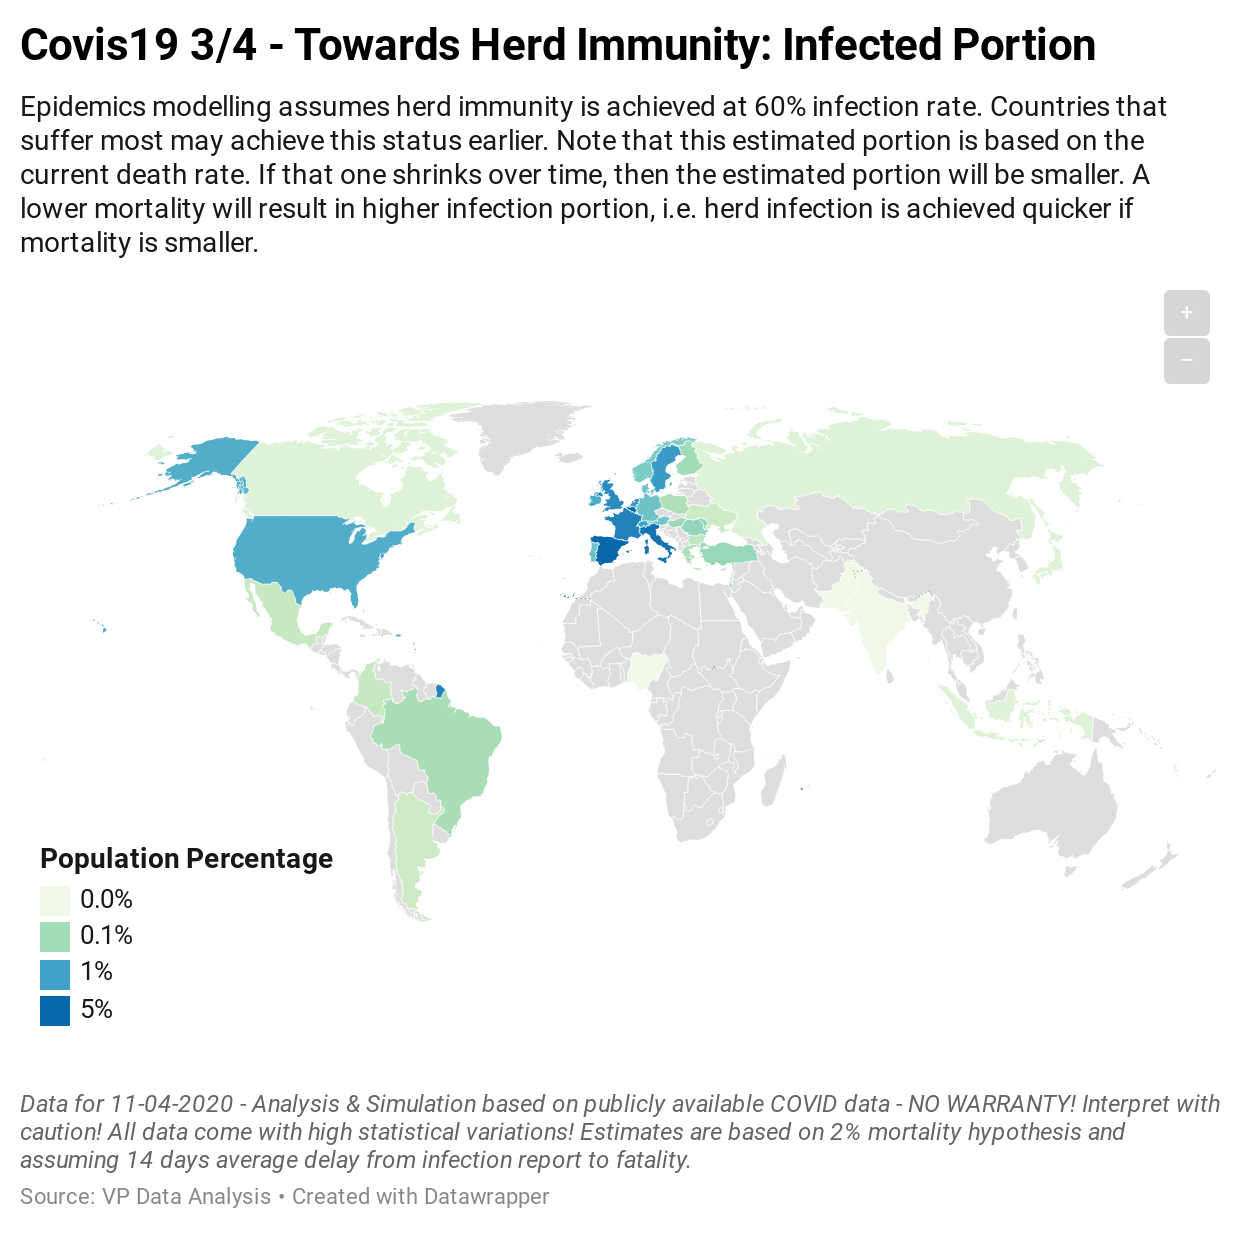 Covis19 3/4 - Towards Herd Immunity: Infected Portion
Epidemics modelling assumes herd immunity is achieved at 60% infection rate. Countries that
suffer most may achieve this status earlier. Note that this estimated portion is based on the
current death rate. If that one shrinks over time, then the estimated portion will be smaller. A
lower mortality will result in higher infection portion, i.e. herd infection is achieved quicker if
mortality is smaller.
+
−
Population Percentage
0.0%
0.1%
1%
5%
Data for 11-04-2020 - Analysis & Simulation based on publicly available COVID data - NO WARRANTY! Interpret with
caution! All data come with high statistical variations! Estimates are based on 2% mortality hypothesis and
assuming 14 days average delay from infection report to fatality.
Source: VP Data Analysis • Created with Datawrapper